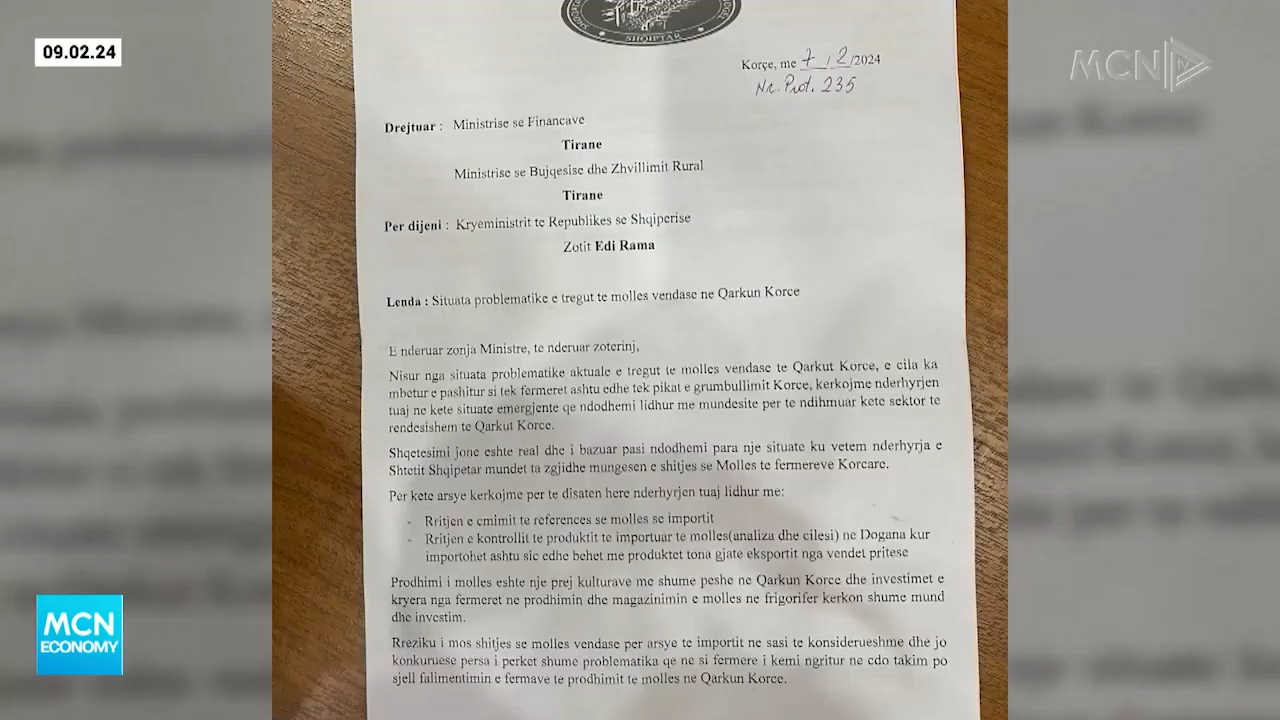 09.02.24
MCN TV
SHQIPTAR
Korçe, me 7/2/2024
Nr. Prot. 235
Drejtuar : Ministrise se Financave
Tirane
Ministrise se Bujqesise dhe Zhvillimit Rural
Tirane
Per dijeni : Kryeministrit te Republikes se Shqiperise
Zotit Edi Rama
Lenda : Situata problematike e tregut te molles vendase ne Qarkun Korce
E nderuar zonja Ministre, te nderuar zoterinj,
Nisur nga situata problematike aktuale e tregut te molles vendase te Qarkut Korce, e cila ka
mbetur e pashitur si tek fermeret ashtu edhe tek pikat e grumbullimit Korce, kerkojme nderhyrjen
tuaj ne kete situate emergjente qe ndodhemi lidhur me mundesite per te ndihmuar kete sektor te
rendesishem te Qarkut Korce.
Shqetesimi jone eshte real dhe i bazuar pasi ndodhemi para nje situate ku vetem nderhyrja e
Shtetit Shqipetar mundet ta zgjidhe mungesen e shitjes se Molles te fermereve Korcare.
Per kete arsye kerkojme per te disaten here nderhyrjen tuaj lidhur me:
- Rritjen e cmimit te references se molles se importit
- Rritjen e kontrollit te produktit te importuar te molles(analiza dhe cilesi) ne Dogana kur
importohet ashtu sic edhe behet me produktet tona gjate eksportit nga vendet pritese
Prodhimi i molles eshte nje prej kulturave me shume peshe ne Qarkun Korce dhe investimet e
kryera nga fermeret ne prodhimin dhe magazinimin e molles ne frigorifer kerkon shume mund
dhe investim.
Rreziku i mos shitjes se molles vendase per arsye te importit ne sasi te konsiderueshme dhe jo
konkuruese persa i perket shume problematika qe ne si fermere i kemi ngritur ne cdo takim po
sjell falimentimin e fermave te prodhimit te molles ne Qarkun Korce.
MCN
ECONOMY